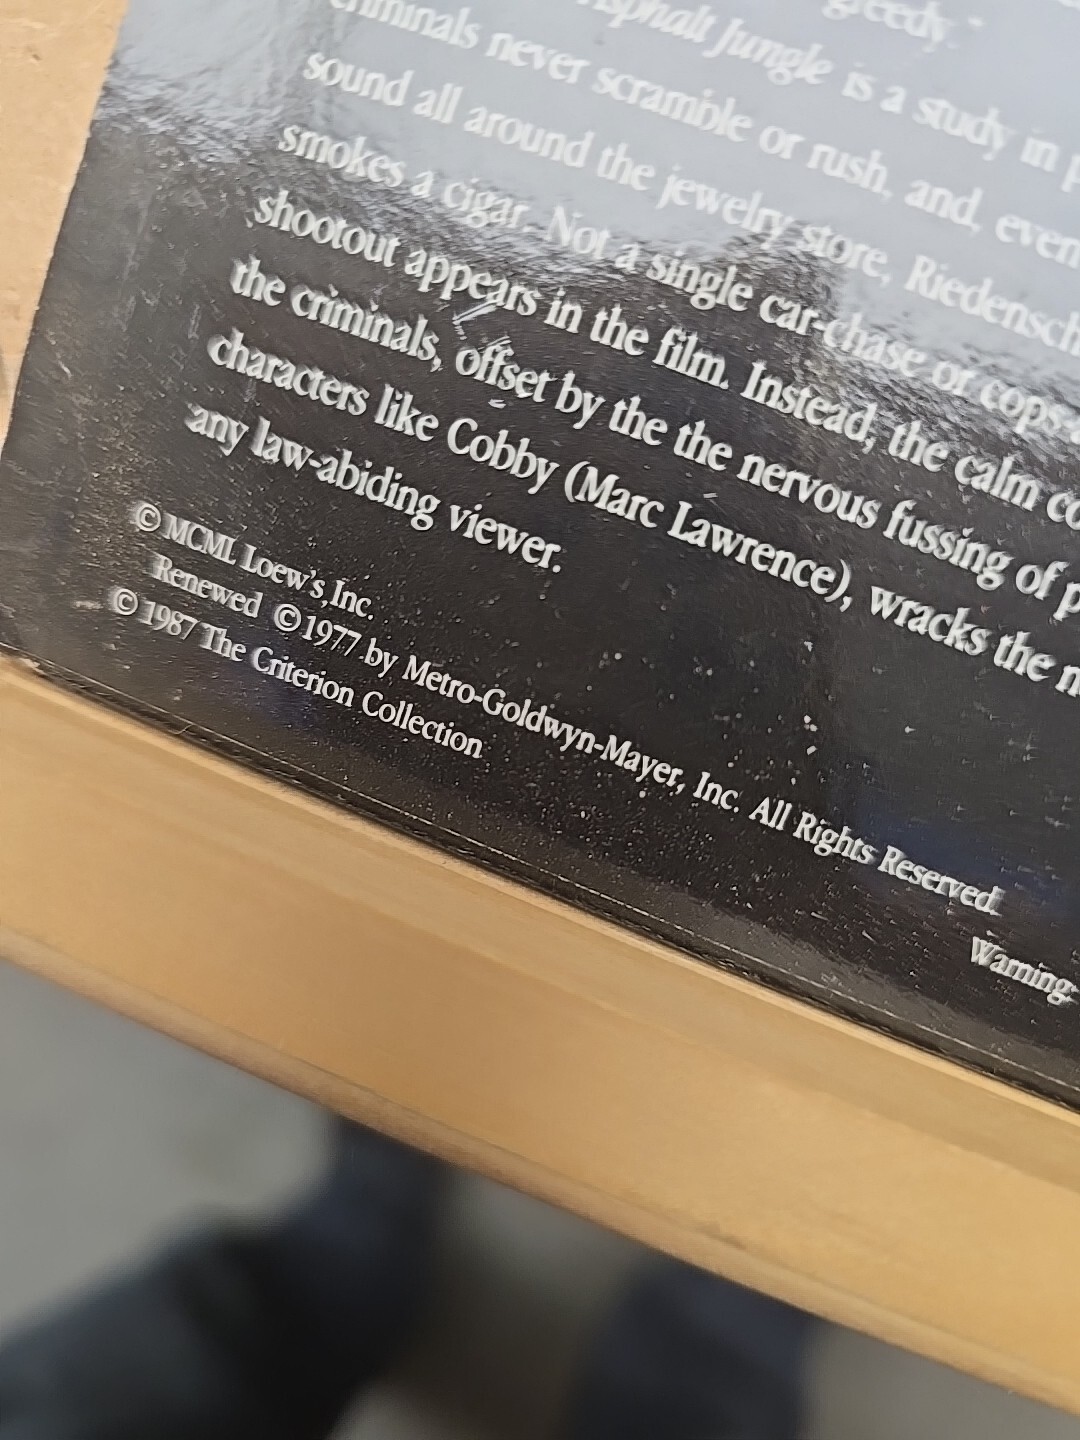 greedy."
Asphalt Jungle is a study in
criminals never scramble or rush, and, even
sound all around the jewelry store,
smokes a cigar. Not a single car-chase or
shootout appears in the film. Instead, the calm
the criminals, offset by the the nervous fussing of
characters like Cobby (Marc Lawrence), wracks the
any law-abiding viewer.
© MCML Loew's, Inc.
Renewed © 1977 by Metro-Goldwyn-Mayer, Inc. All Rights Reserved.
© 1987 The Criterion Collection
Warning: